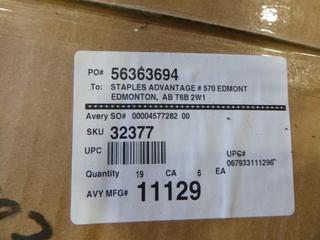 PO# 56363694
To: STAPLES ADVANTAGE # 570 EDMONT
EDMONTON, AB T6B 2W1
Avery SO# 00004577282 00
SKU 32377
UPC
UPC#
067933111296
Quantity 19 CA 6 EA
AVY MFG# 11129